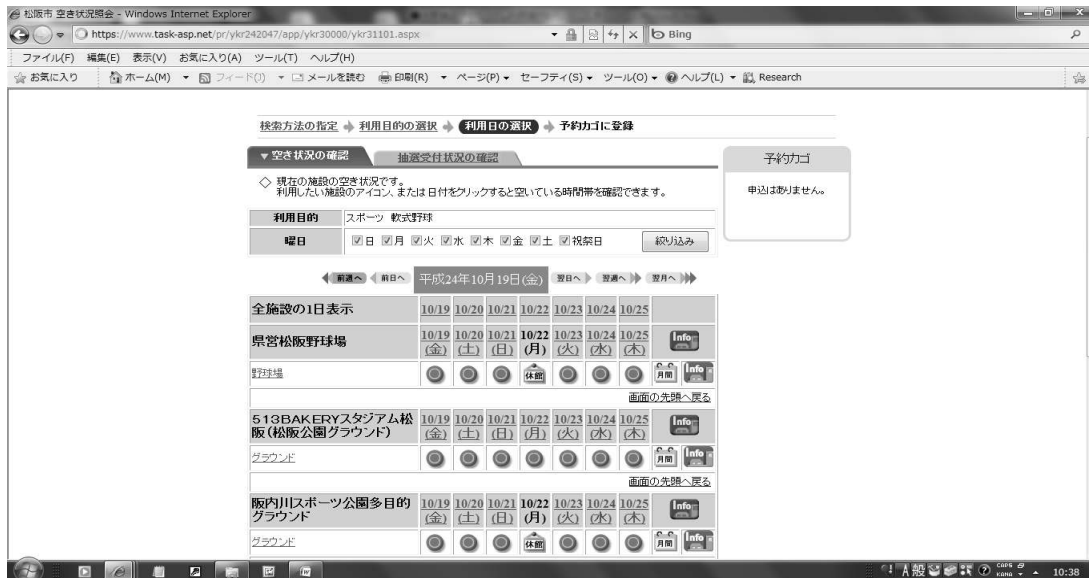 松阪市 空き状況照会 - Windows Internet Explorer
https://www.task-asp.net/pr/ykr242047/app/ykr30000/ykr31101.aspx
Bing
ファイル(F) 編集(E) 表示(V) お気に入り(A) ツール(T) ヘルプ(H)
お気に入り ホーム(M) フィード(J) メールを読む 印刷(R) ページ(P) セーフティ(S) ツール(O) ヘルプ(L) Research
検索方法の指定 利用目的の選択 利用日の選択 予約カゴに登録
▼空き状況の確認 抽選受付状況の確認
予約カゴ
◇ 現在の施設の空き状況です。
利用したい施設のアイコン、または日付をクリックすると空いている時間帯を確認できます。
申込はありません。
利用目的 スポーツ 軟式野球
曜日 日 月 火 水 木 金 土 祝祭日 絞り込み
前週へ 前日へ 平成24年10月19日(金) 翌日へ 翌週へ 翌月へ
全施設の1日表示 10/19 10/20 10/21 10/22 10/23 10/24 10/25
県営松阪野球場 10/19 10/20 10/21 10/22 10/23 10/24 10/25 Info
(金) (土) (日) (月) (火) (水) (木)
野球場 休館 月間 Info
画面の先頭へ戻る
513BAKERYスタジアム松 10/19 10/20 10/21 10/22 10/23 10/24 10/25 Info
阪(松阪公園グラウンド) (金) (土) (日) (月) (火) (水) (木)
グラウンド 月間 Info
画面の先頭へ戻る
阪内川スポーツ公園多目的 10/19 10/20 10/21 10/22 10/23 10/24 10/25 Info
グラウンド (金) (土) (日) (月) (火) (水) (木)
グラウンド 休館 月間 Info
A 般 CAPS KANA 10:38